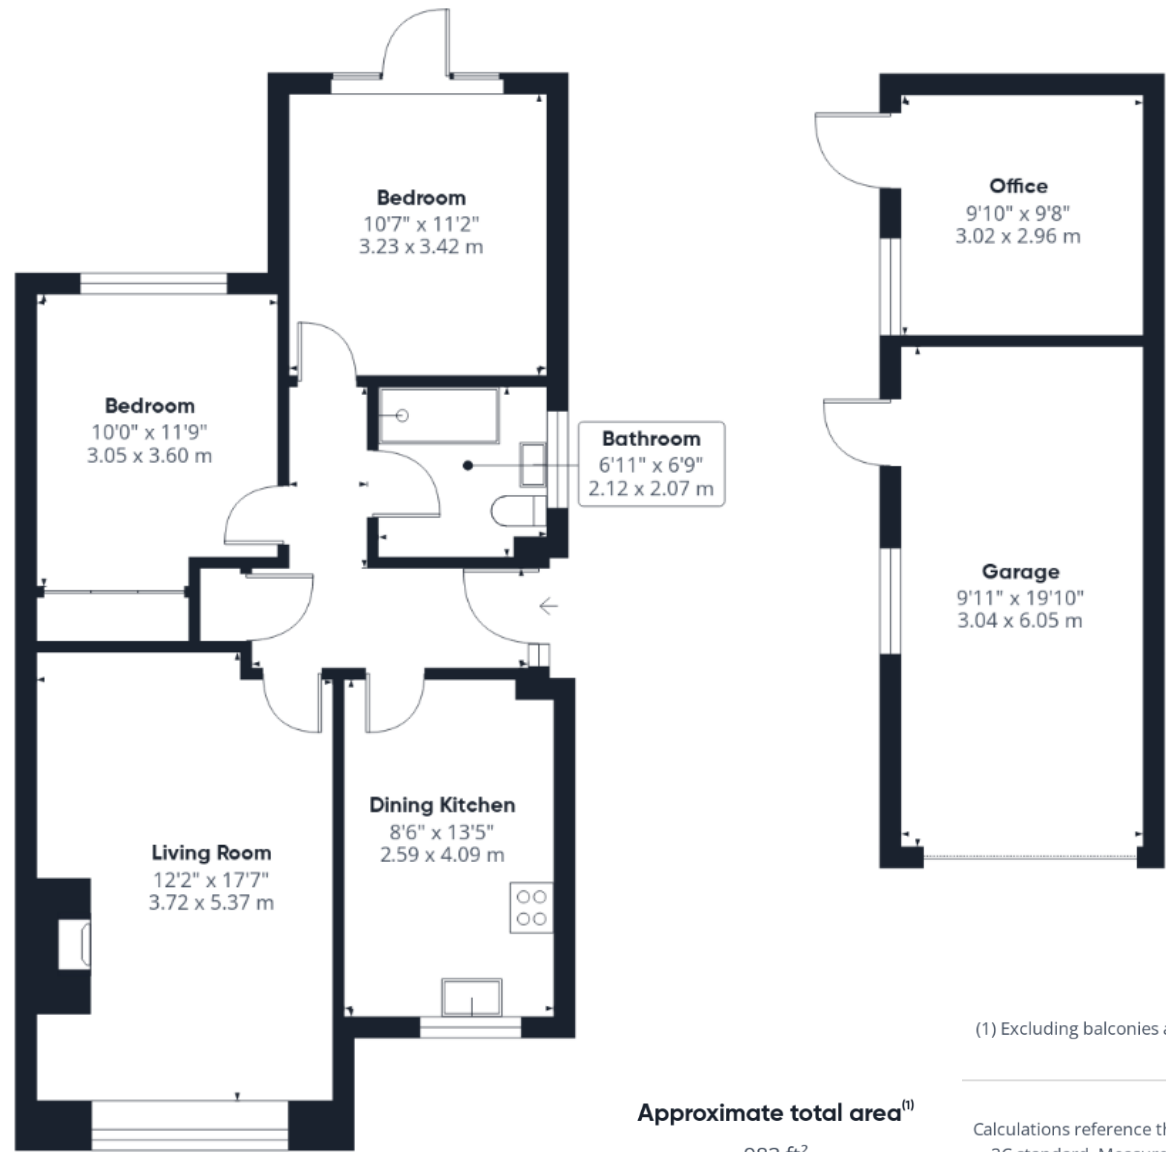 Bedroom
10'7" x 11'2"
3.23 x 3.42 m
Office
9'10" x 9'8"
3.02 x 2.96 m
Bedroom
10'0" x 11'9"
3.05 x 3.60 m
Bathroom
6'11" x 6'9"
2.12 x 2.07 m
Garage
9'11" x 19'10"
3.04 x 6.05 m
Dining Kitchen
8'6" x 13'5"
2.59 x 4.09 m
Living Room
12'2" x 17'7"
3.72 x 5.37 m
(1) Excluding balconies
Approximate total area(1)
ft²
Calculations reference
standard.